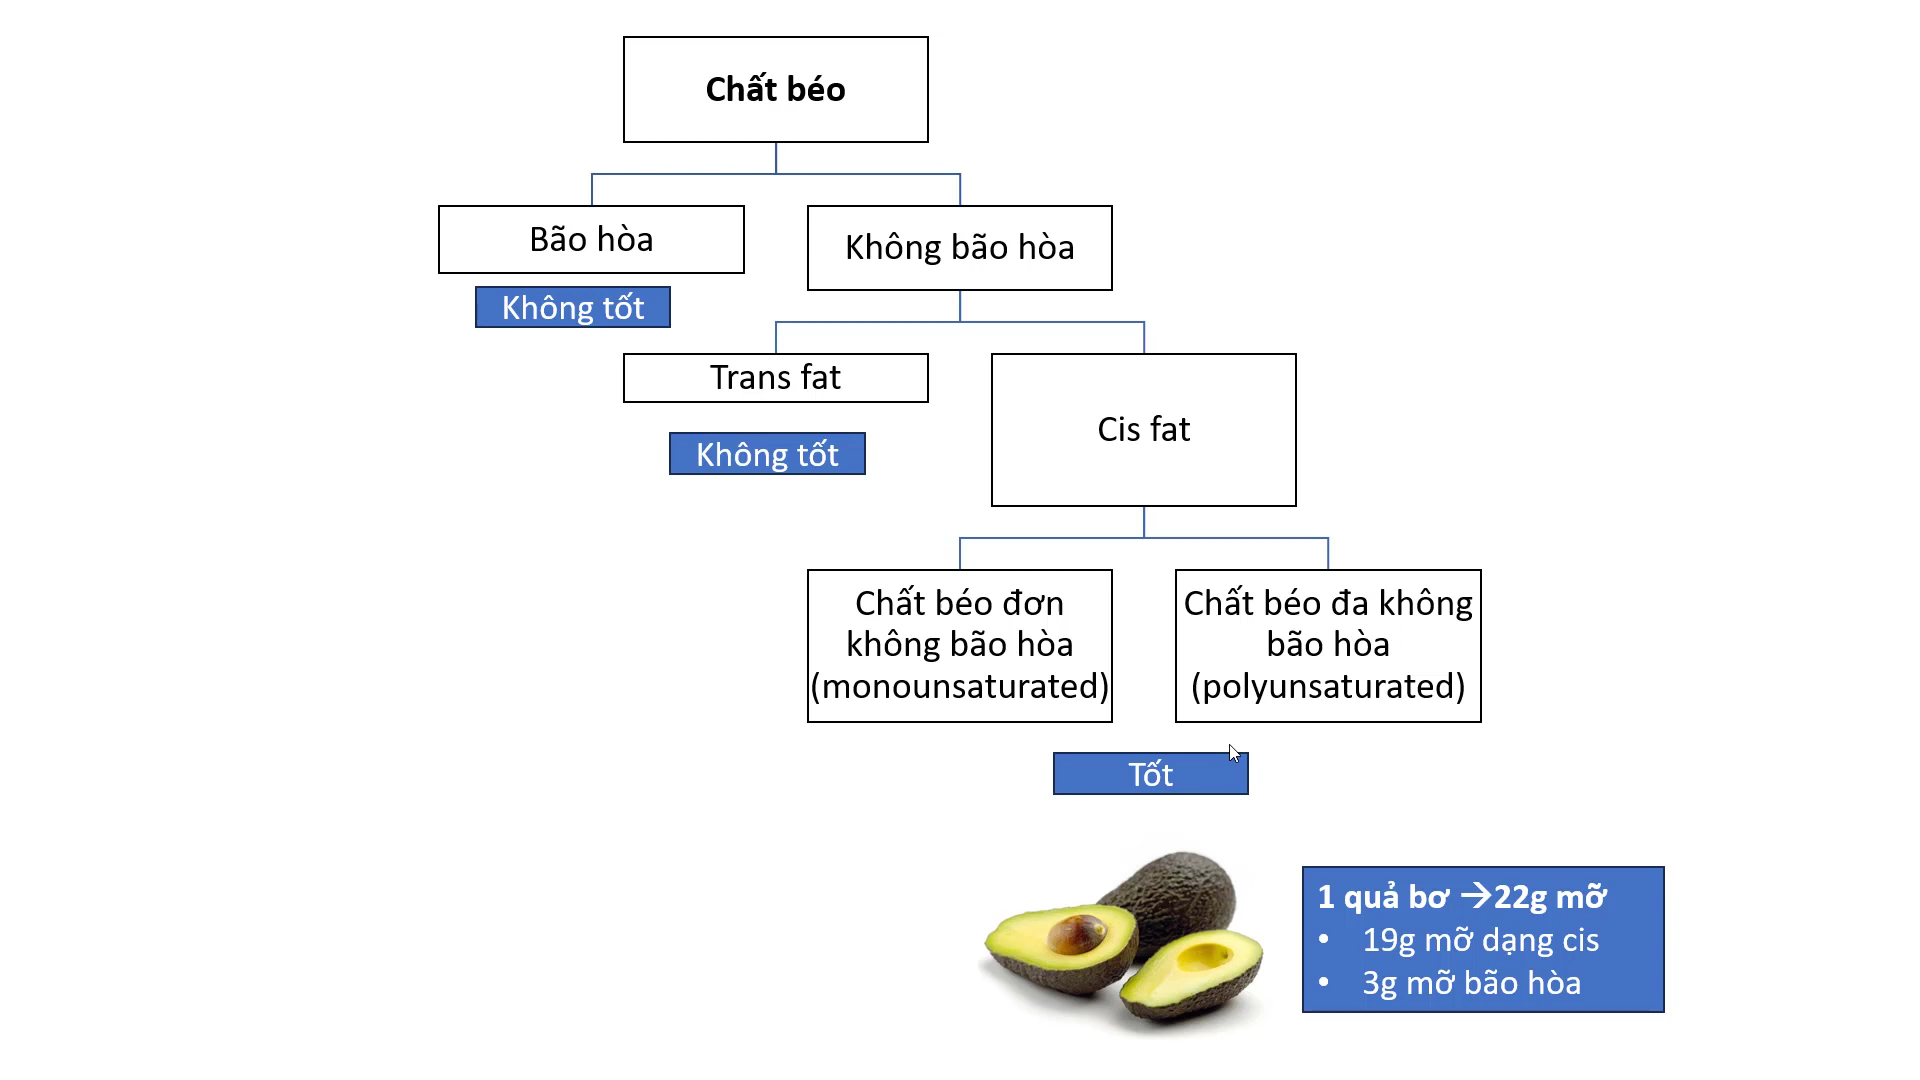 Chất béo
Bão hòa
Không bão hòa
Không tốt
Trans fat
Cis fat
Không tốt
Chất béo đơn
không bão hòa
(monounsaturated)
Chất béo đa không
bão hòa
(polyunsaturated)
Tốt
1 quả bơ →22g mỡ
• 19g mỡ dạng cis
• 3g mỡ bão hòa